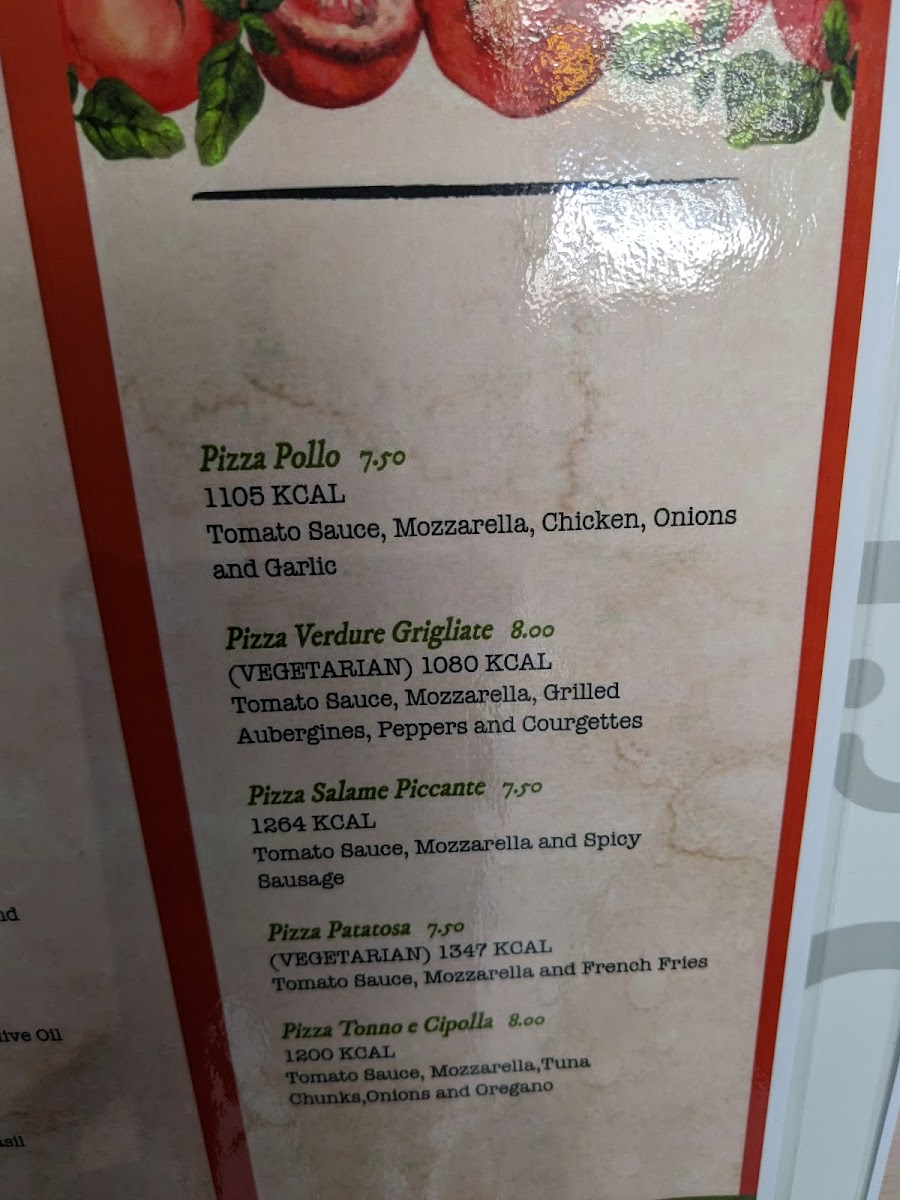 Pizza Pollo 7.50
1105 KCAL
Tomato Sauce, Mozzarella, Chicken, Onions
and Garlic
Pizza Verdure Grigliate 8.00
(VEGETARIAN) 1080 KCAL
Tomato Sauce, Mozzarella, Grilled
Aubergines, Peppers and Courgettes
Pizza Salame Piccante 7.50
1264 KCAL
Tomato Sauce, Mozzarella and Spicy
Sausage
Pizza Patatosa 7.50
(VEGETARIAN) 1347 KCAL
Tomato Sauce, Mozzarella and French Fries
Pizza Tonno e Cipolla 8.00
1200 KCAL
Tomato Sauce, Mozzarella,Tuna
Chunks,Onions and Oregano
Oil